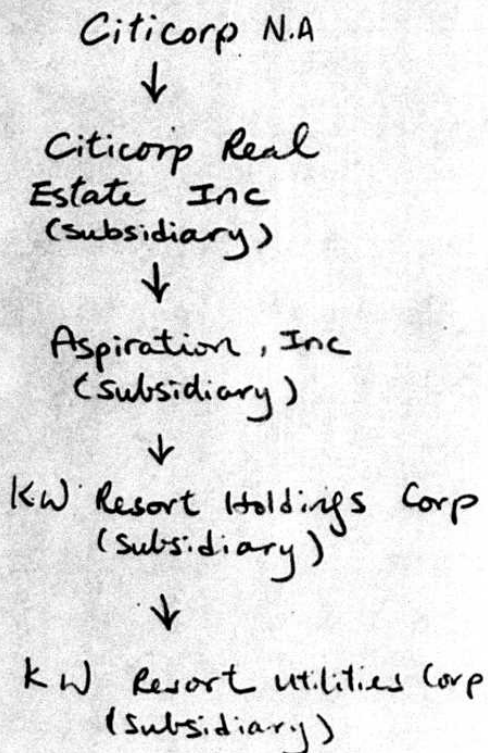 Citicorp N.A
↓
Citicorp Real
Estate Inc
(subsidiary)
↓
Aspiration, Inc
(subsidiary)
↓
KW Resort Holdings Corp
(subsidiary)
↓
KW Resort Utilities Corp
(subsidiary)